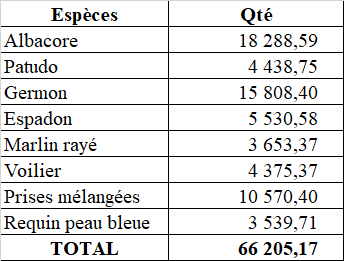 Espèces Qté
Albacore 18 288,59
Patudo 4 438,75
Germon 15 808,40
Espadon 5 530,58
Marlin rayé 3 653,37
Voilier 4 375,37
Prises mélangées 10 570,40
Requin peau bleue 3 539,71
TOTAL 66 205,17